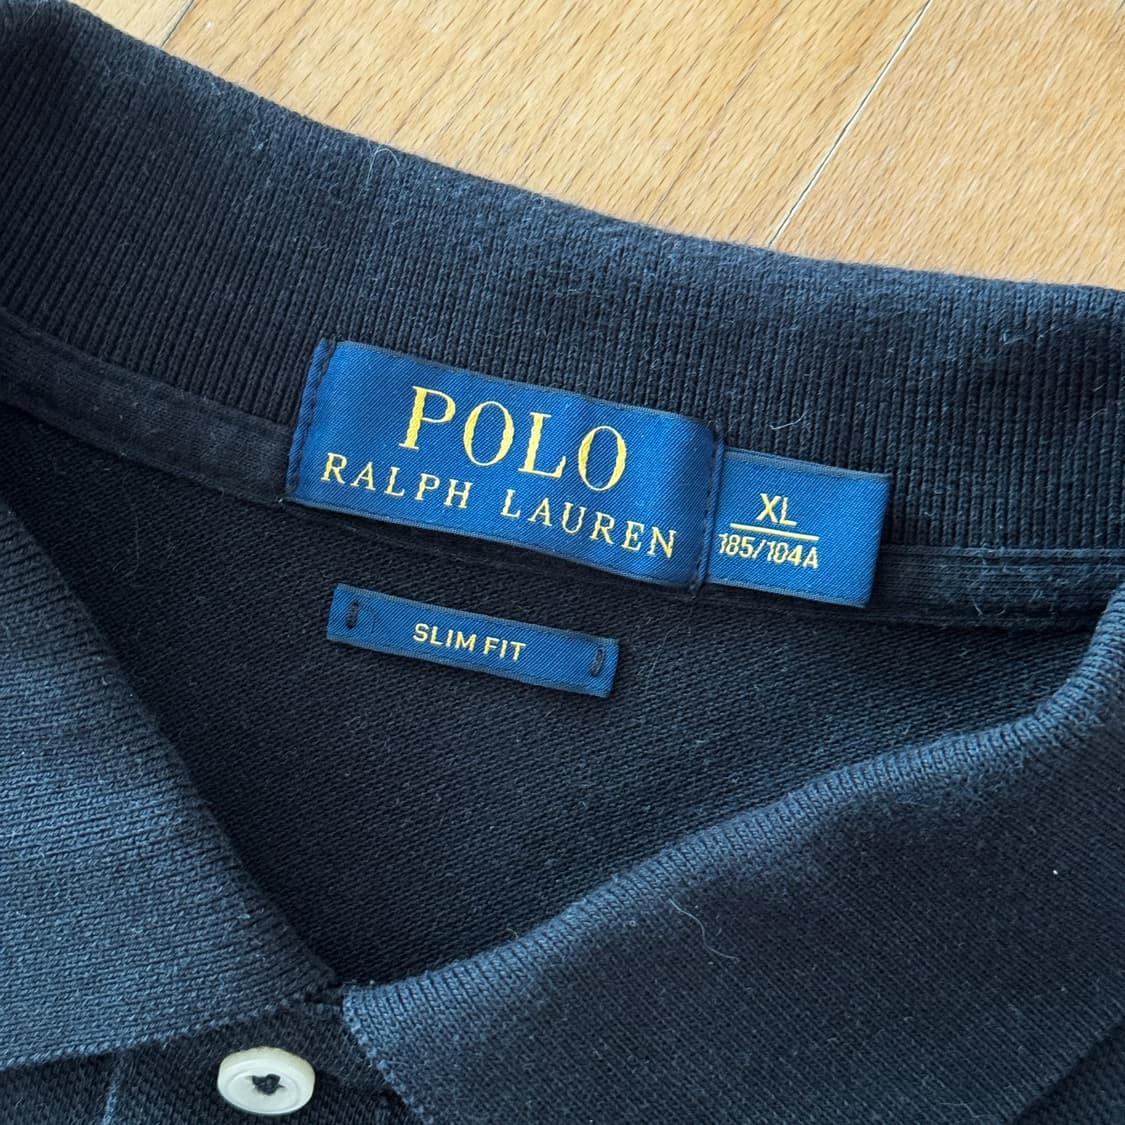 POLO
RALPH LAUREN
XL
185/104A
SLIM FIT